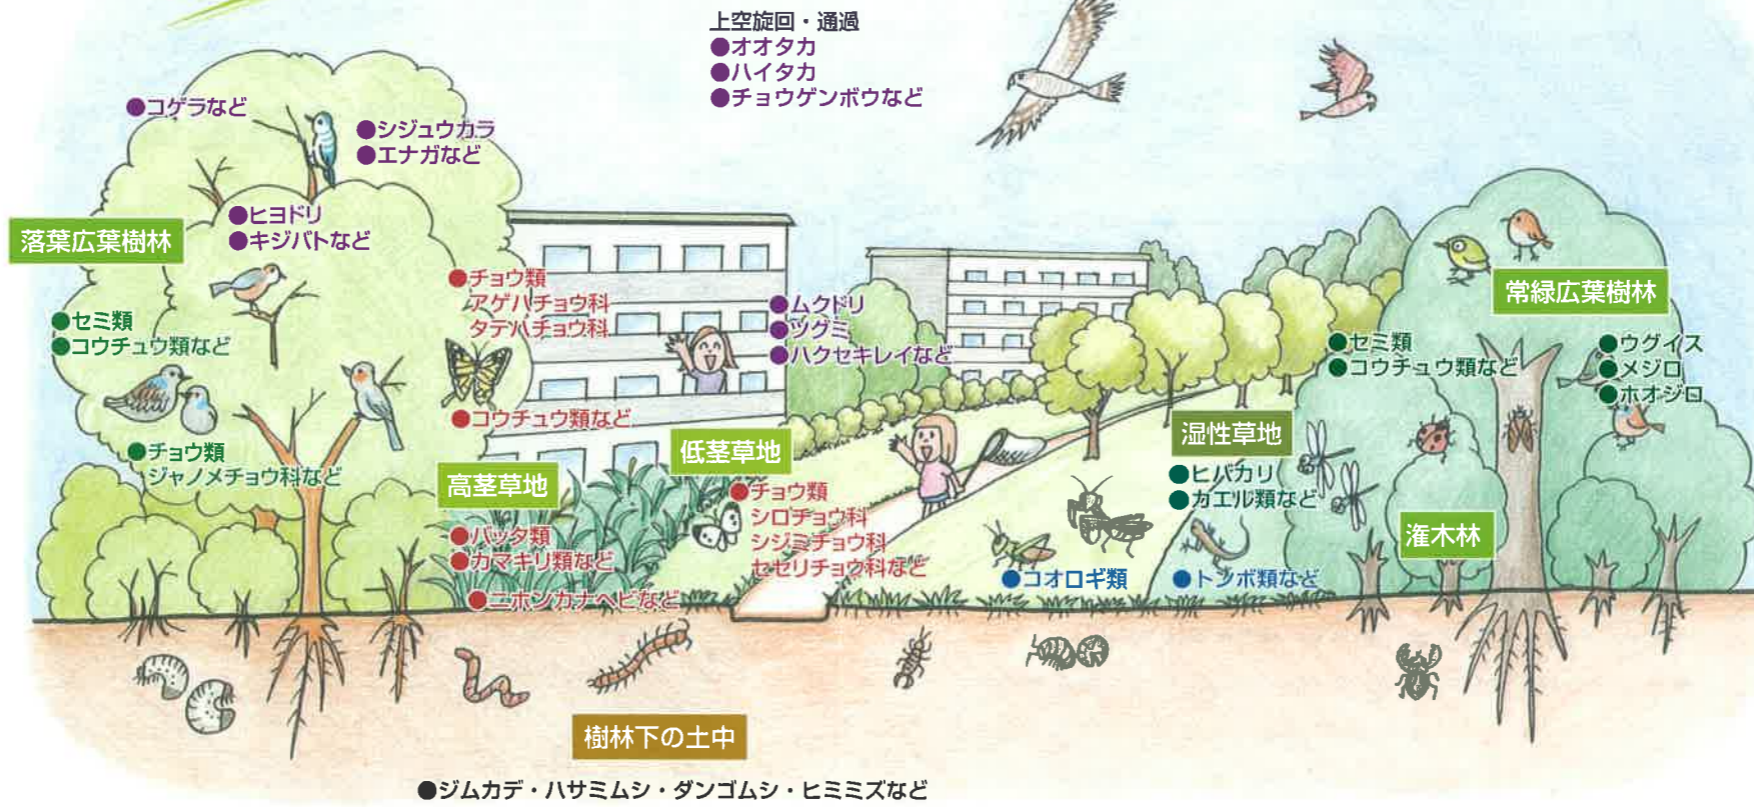 上空旋回・通過
●オオタカ
●ハイタカ
●チョウゲンボウなど
●コゲラなど
●シジュウカラ
●エナガなど
●ヒヨドリ
●キジバトなど
落葉広葉樹林
●セミ類
●コウチュウ類など
●チョウ類
ジャノメチョウ科など
●チョウ類
アゲハチョウ科
タテハチョウ科
●コウチュウ類など
高茎草地
●バッタ類
●カマキリ類など
●ニホンカナヘビなど
●ムクドリ
●ツグミ
●ハクセキレイなど
低茎草地
●チョウ類
シロチョウ科
シジミチョウ科
セセリチョウ科など
●コオロギ類
湿性草地
●ヒバカリ
●カエル類など
●トンボ類など
常緑広葉樹林
●セミ類
●コウチュウ類など
●ウグイス
●メジロ
●ホオジロ
潅木林
樹林下の土中
●ジムカデ・ハサミムシ・ダンゴムシ・ヒミミズなど